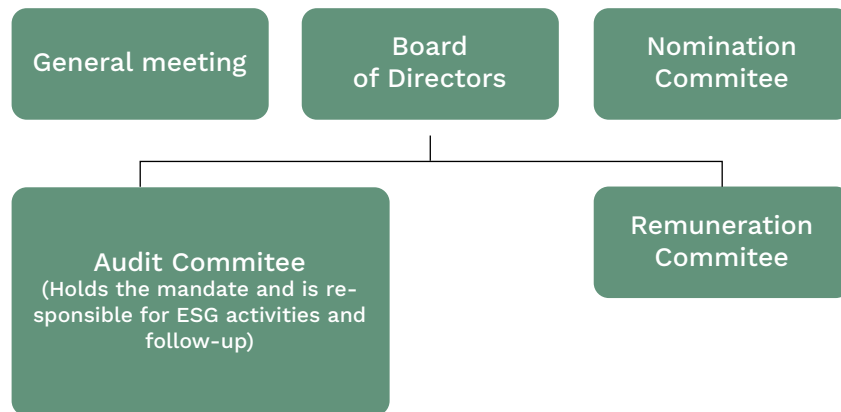 General meeting
Board
of Directors
Nomination
Commitee
Audit Commitee
(Holds the mandate and is re-
sponsible for ESG activities and
follow-up)
Remuneration
Commitee